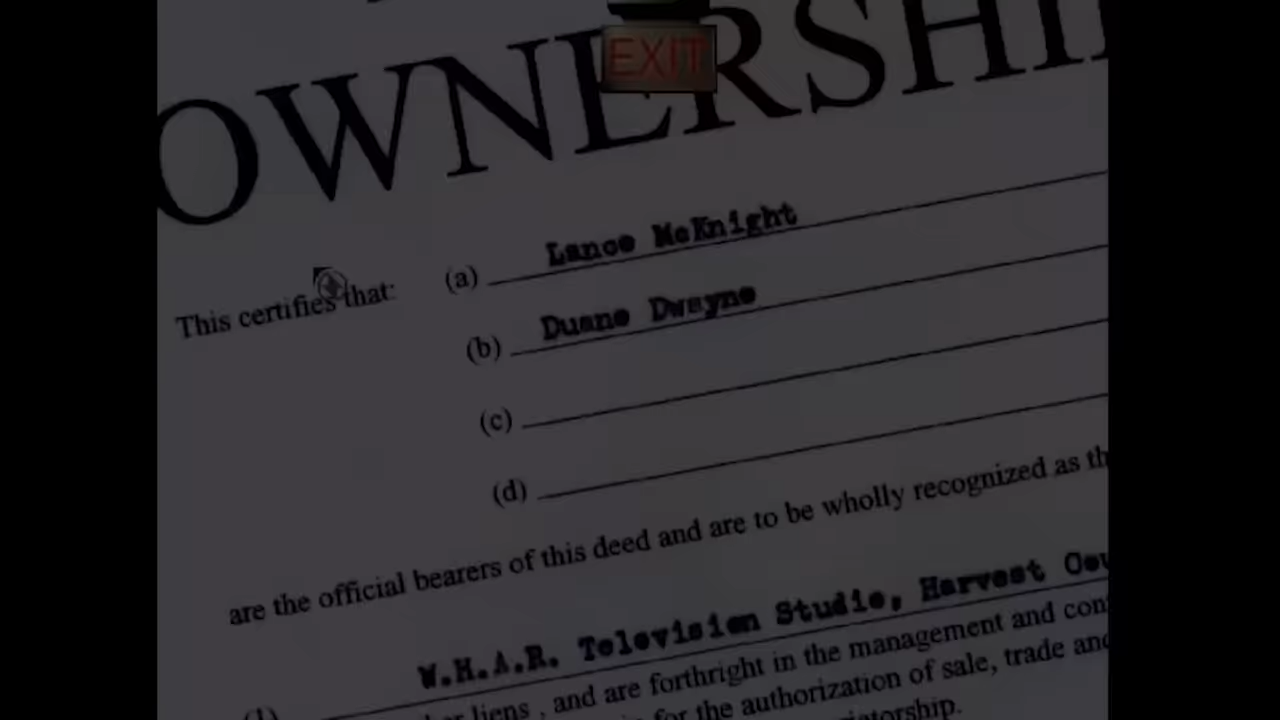 OWNERSHI
EXIT
This certifies that: (a) Lance McKnight
(b) Duane Dwayne
(c)
(d)
are the official bearers of this deed and are to be wholly recognized as th
W.H.A.R. Television Studio, Harvest Cou
liens , and are forthright in the management and con
for the authorization of sale, trade and